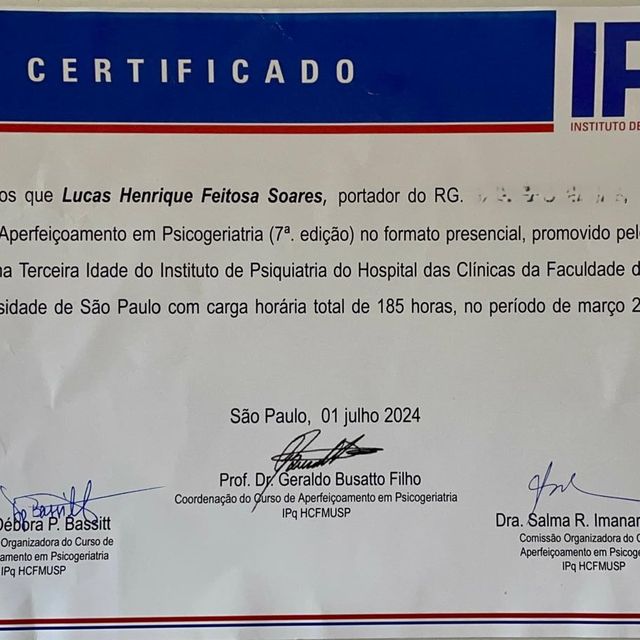 CERTIFICADO
IP
INSTITUTO DE
os que Lucas Henrique Feitosa Soares, portador do RG.
Aperfeiçoamento em Psicogeriatria (7ª. edição) no formato presencial, promovido pel
na Terceira Idade do Instituto de Psiquiatria do Hospital das Clínicas da Faculdade d
sidade de São Paulo com carga horária total de 185 horas, no período de março 2
São Paulo, 01 julho 2024
Prof. Dr. Geraldo Busatto Filho
Coordenação do Curso de Aperfeiçoamento em Psicogeriatria
IPq HCFMUSP
Débora P. Bassitt
Organizadora do Curso de
amento em Psicogeriatria
IPq HCFMUSP
Dra. Salma R. Imanar
Comissão Organizadora do C
Aperfeiçoamento em Psicoge
IPq HCFMUSP